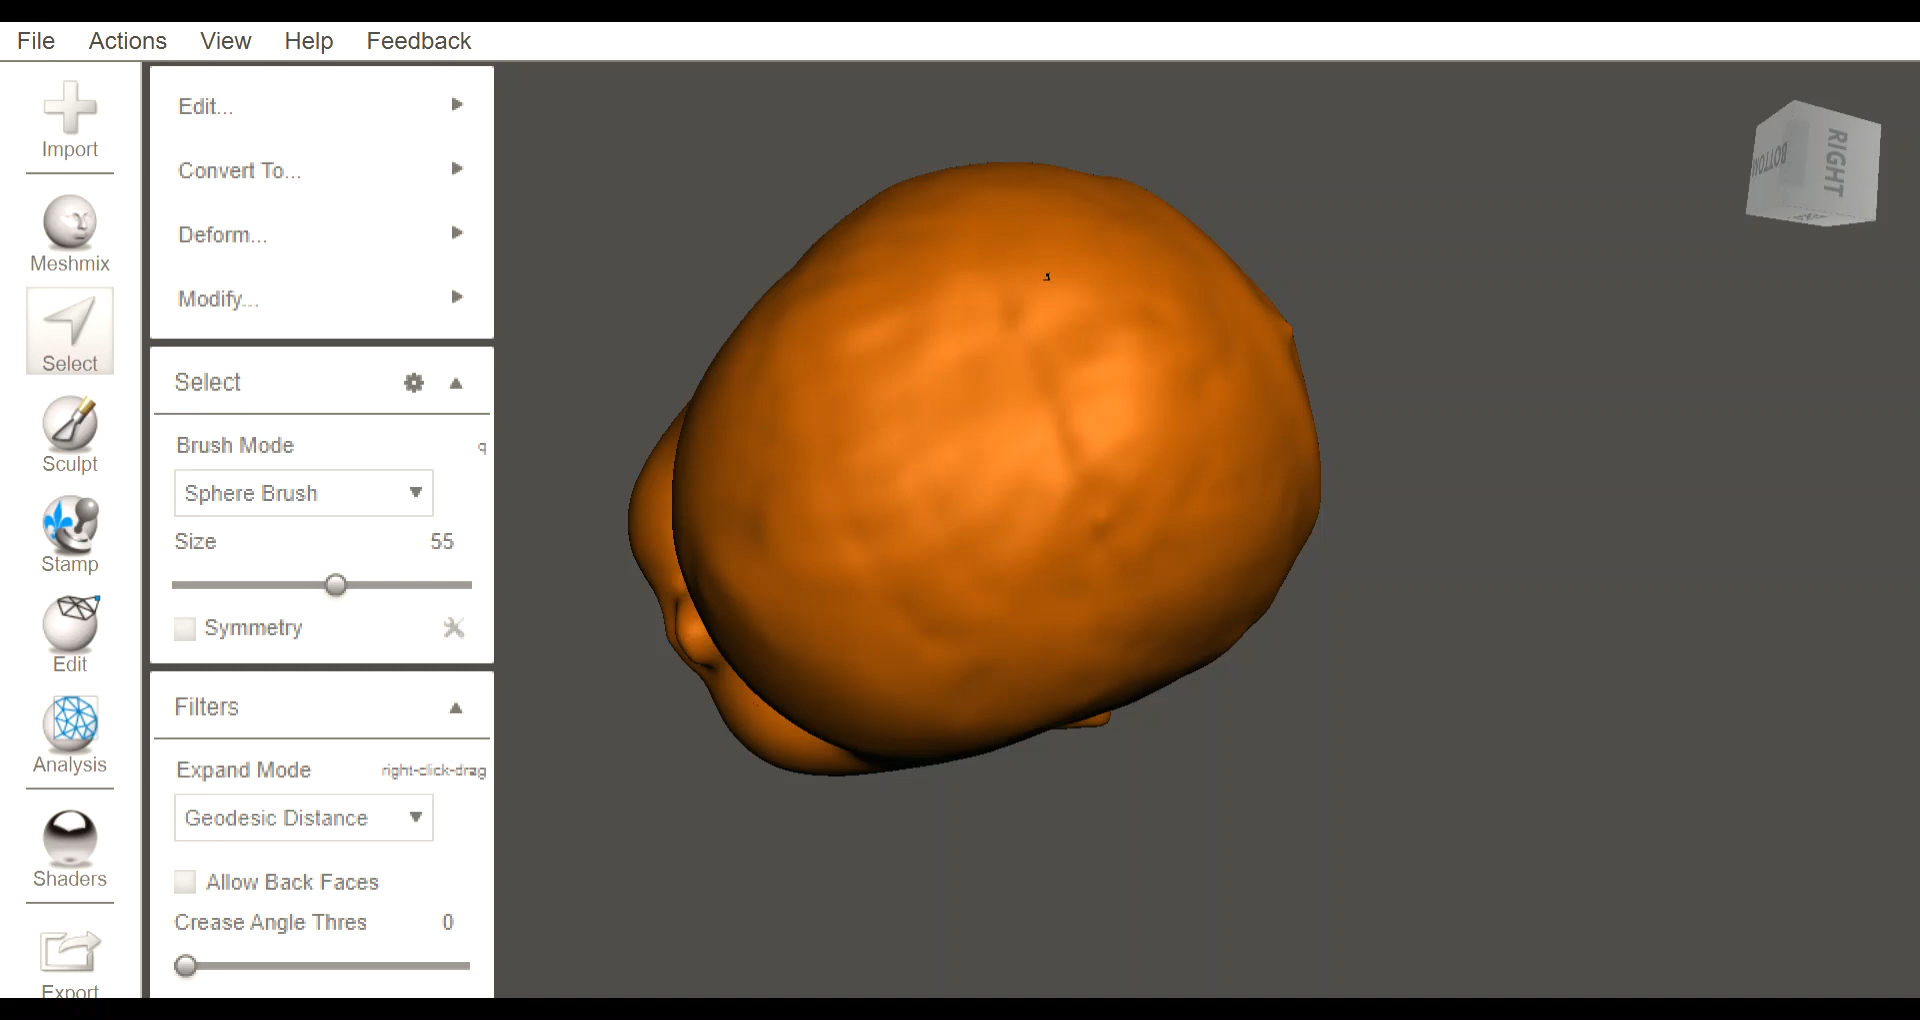 File Actions View Help Feedback
Import
Meshmix
Select
Sculpt
Stamp
Edit
Analysis
Shaders
Export
Edit...
Convert To...
Deform...
Modify...
Select
Brush Mode q
Sphere Brush
Size 55
Symmetry
Filters
Expand Mode right-click-drag
Geodesic Distance
Allow Back Faces
Crease Angle Thres 0
BOTTOM
RIGHT